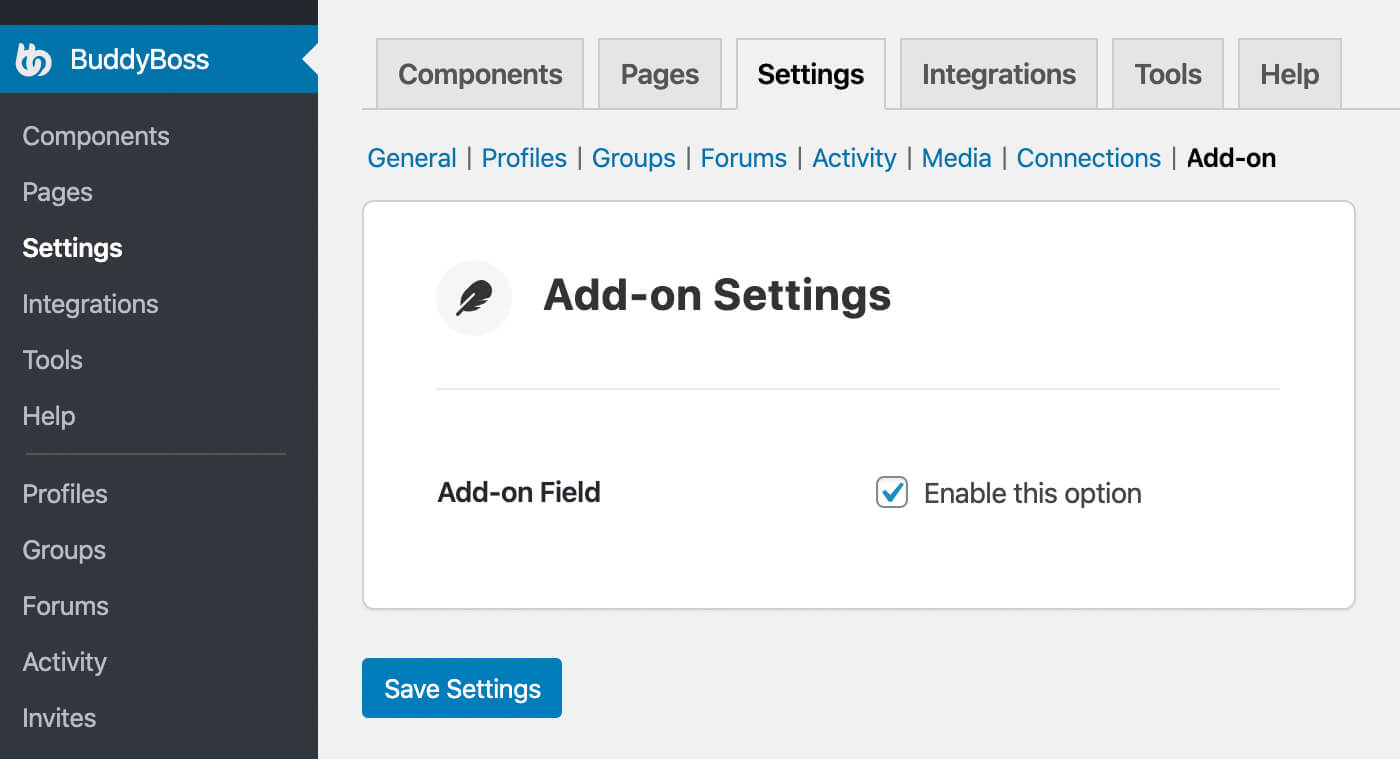 BuddyBoss
Components
Pages
Settings
Integrations
Tools
Help
Profiles
Groups
Forums
Activity
Invites
Components Pages Settings Integrations Tools Help
General | Profiles | Groups | Forums | Activity | Media | Connections | Add-on
Add-on Settings
Add-on Field Enable this option
Save Settings